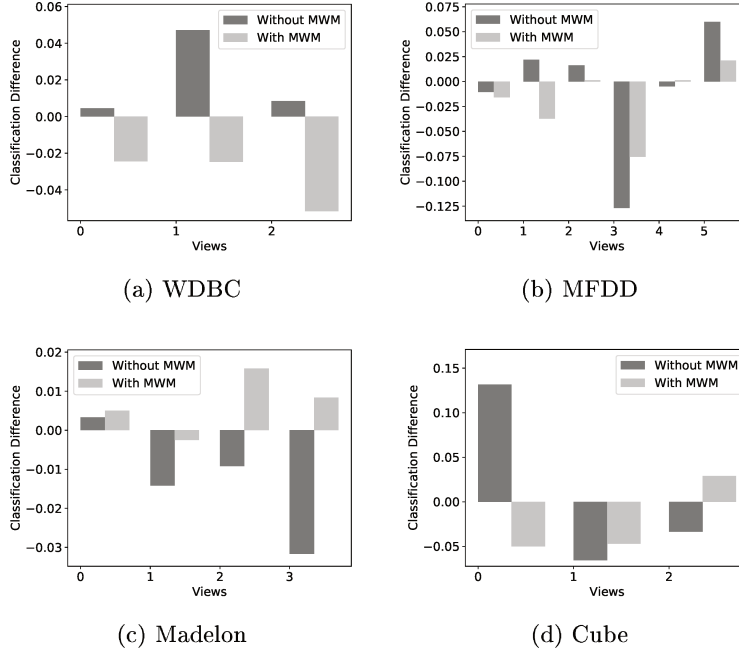 0.06
0.04
0.02
0.00
−0.02
−0.04
Classification Difference
Without MWM
With MWM
0 1 2
Views
(a) WDBC
0.075
0.050
0.025
0.000
−0.025
−0.050
−0.075
−0.100
−0.125
Classification Difference
Without MWM
With MWM
0 1 2 3 4 5
Views
(b) MFDD
0.02
0.01
0.00
−0.01
−0.02
−0.03
Classification Difference
Without MWM
With MWM
0 1 2 3
Views
(c) Madelon
0.15
0.10
0.05
0.00
−0.05
Classification Difference
Without MWM
With MWM
0 1 2
Views
(d) Cube